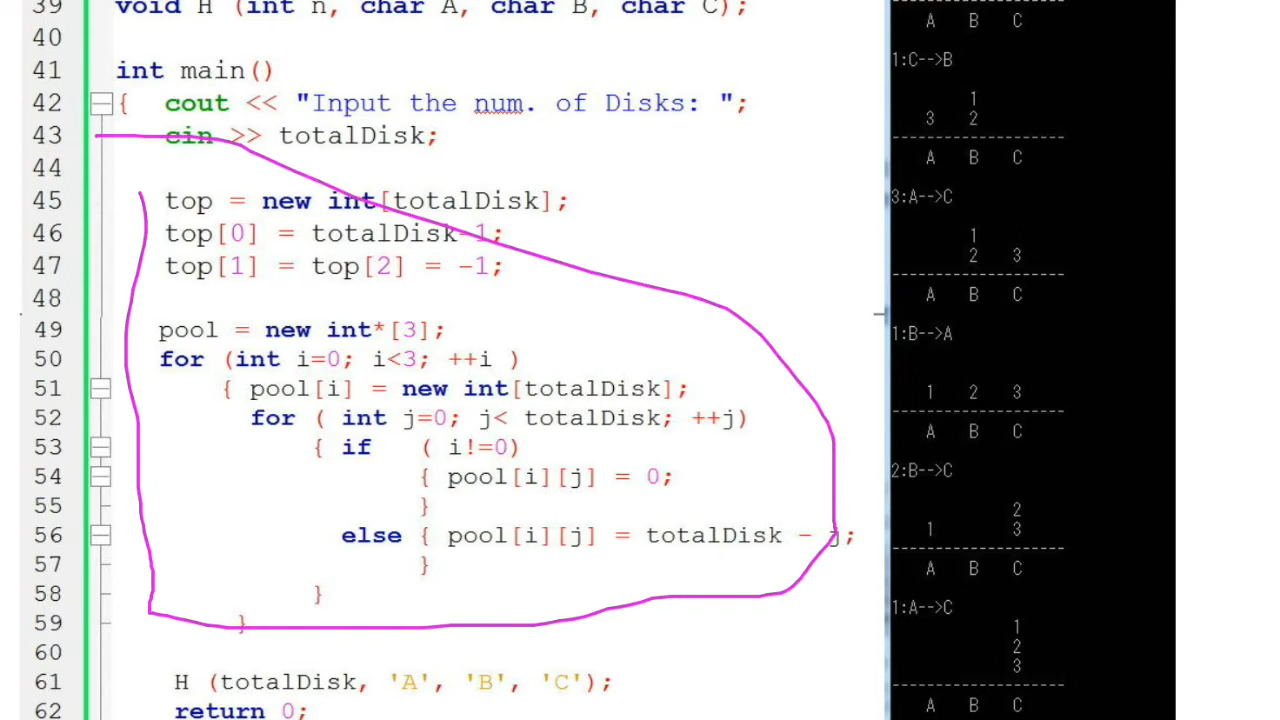 39 void H (int n, char A, char B, char C);
40
41 int main()
42 { cout << "Input the num. of Disks: ";
43 cin >> totalDisk;
44
45 top = new int[totalDisk];
46 top[0] = totalDisk-1;
47 top[1] = top[2] = -1;
48
49 pool = new int*[3];
50 for (int i=0; i<3; ++i )
51 { pool[i] = new int[totalDisk];
52 for ( int j=0; j< totalDisk; ++j)
53 { if ( i!=0)
54 { pool[i][j] = 0;
55 }
56 else { pool[i][j] = totalDisk - j;
57 }
58 }
59 }
60
61 H (totalDisk, 'A', 'B', 'C');
62 return 0;
----------------
A B C
1:C-->B
1
3 2
----------------
A B C
3:A-->C
1
2 3
----------------
A B C
1:B-->A
1 2 3
----------------
A B C
2:B-->C
2
1 3
----------------
A B C
1:A-->C
1
2
3
----------------
A B C